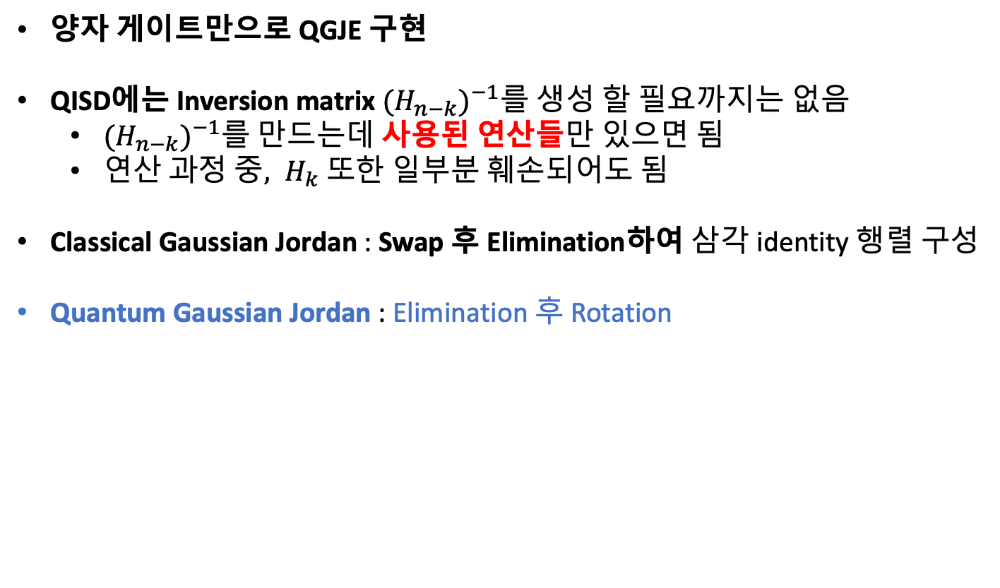 • 양자 게이트만으로 QGJE 구현
• QISD에는 Inversion matrix $(H_{n-k})^{-1}$를 생성 할 필요까지는 없음
• $(H_{n-k})^{-1}$를 만드는데 사용된 연산들만 있으면 됨
• 연산 과정 중, $H_k$ 또한 일부분 훼손되어도 됨
• Classical Gaussian Jordan : Swap 후 Elimination하여 삼각 identity 행렬 구성
• Quantum Gaussian Jordan : Elimination 후 Rotation